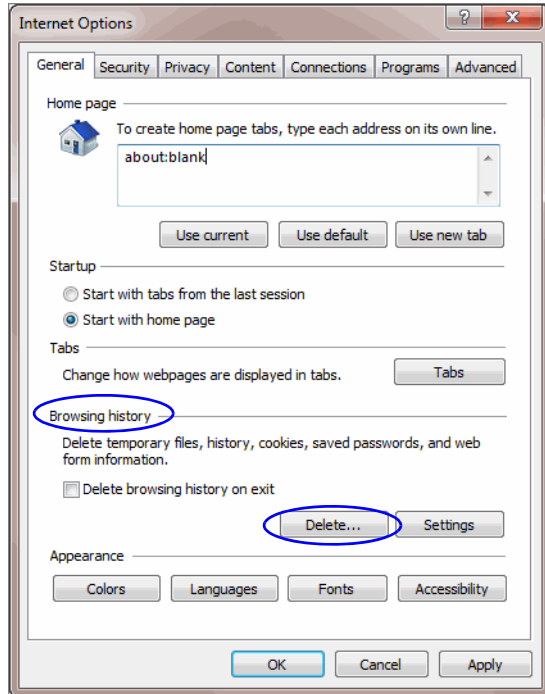 Internet Options
General Security Privacy Content Connections Programs Advanced
Home page
To create home page tabs, type each address on its own line.
about:blank
Use current Use default Use new tab
Startup
Start with tabs from the last session
Start with home page
Tabs
Change how webpages are displayed in tabs. Tabs
Browsing history
Delete temporary files, history, cookies, saved passwords, and web
form information.
Delete browsing history on exit
Delete... Settings
Appearance
Colors Languages Fonts Accessibility
OK Cancel Apply